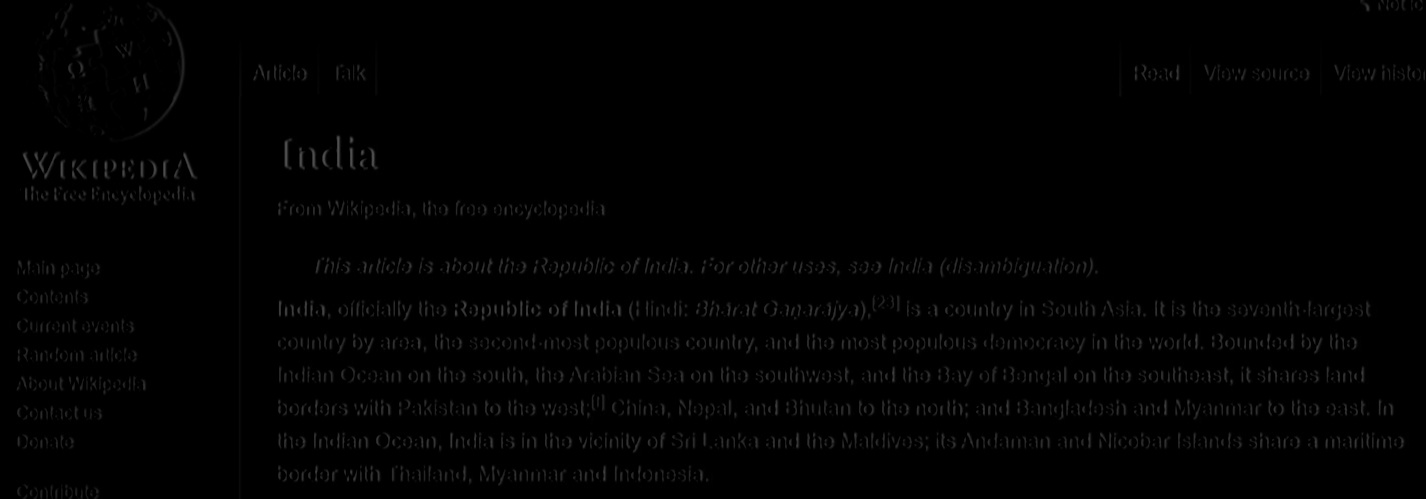 Not lo
Article Talk
Read View source View histor
India
WIKIPEDIA
The Free Encyclopedia
From Wikipedia, the free encyclopedia
This article is about the Republic of India. For other uses, see India (disambiguation).
Main page
Contents
Current events
Random article
About Wikipedia
Contact us
Donate
Contribute
India, officially the Republic of India (Hindi: Bhārat Gaṇarājya),[23] is a country in South Asia. It is the seventh-largest
country by area, the second-most populous country, and the most populous democracy in the world. Bounded by the
Indian Ocean on the south, the Arabian Sea on the southwest, and the Bay of Bengal on the southeast, it shares land
borders with Pakistan to the west;[f] China, Nepal, and Bhutan to the north; and Bangladesh and Myanmar to the east. In
the Indian Ocean, India is in the vicinity of Sri Lanka and the Maldives; its Andaman and Nicobar Islands share a maritime
border with Thailand, Myanmar and Indonesia.